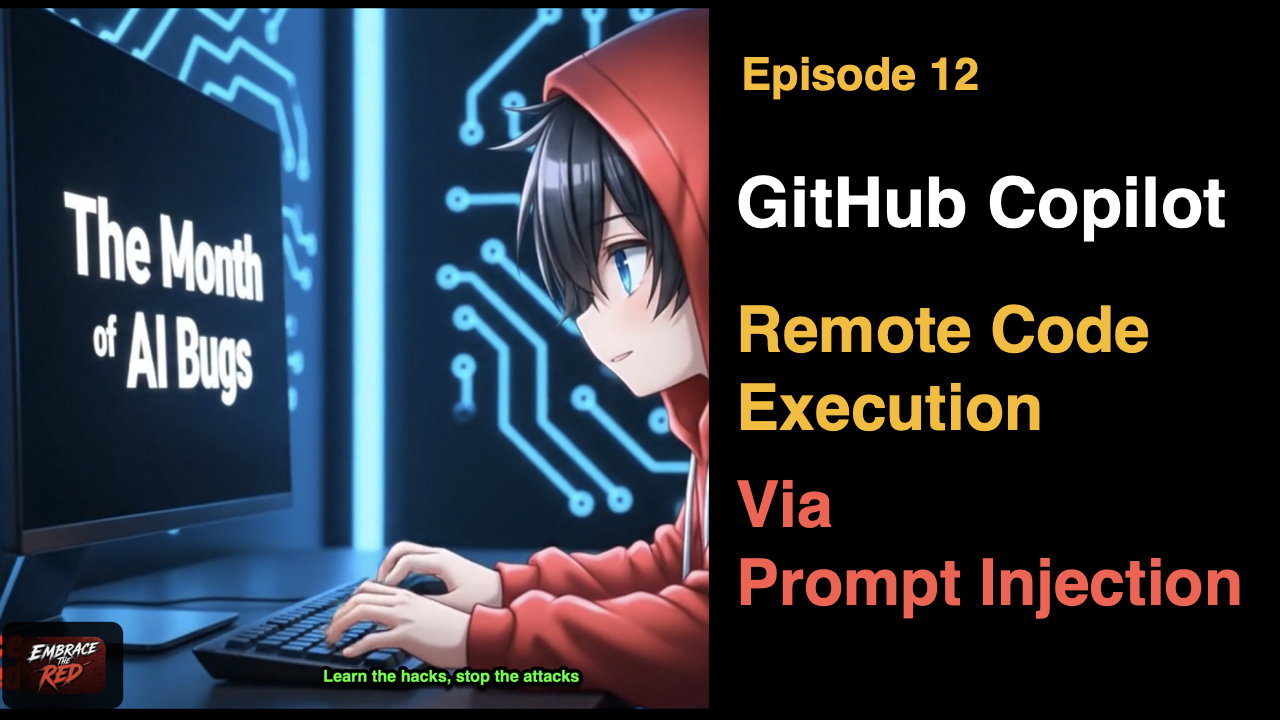 The Month
of AI Bugs
EMBRACE
THE
RED
Learn the hacks, stop the attacks
Episode 12
GitHub Copilot
Remote Code
Execution
Via
Prompt Injection